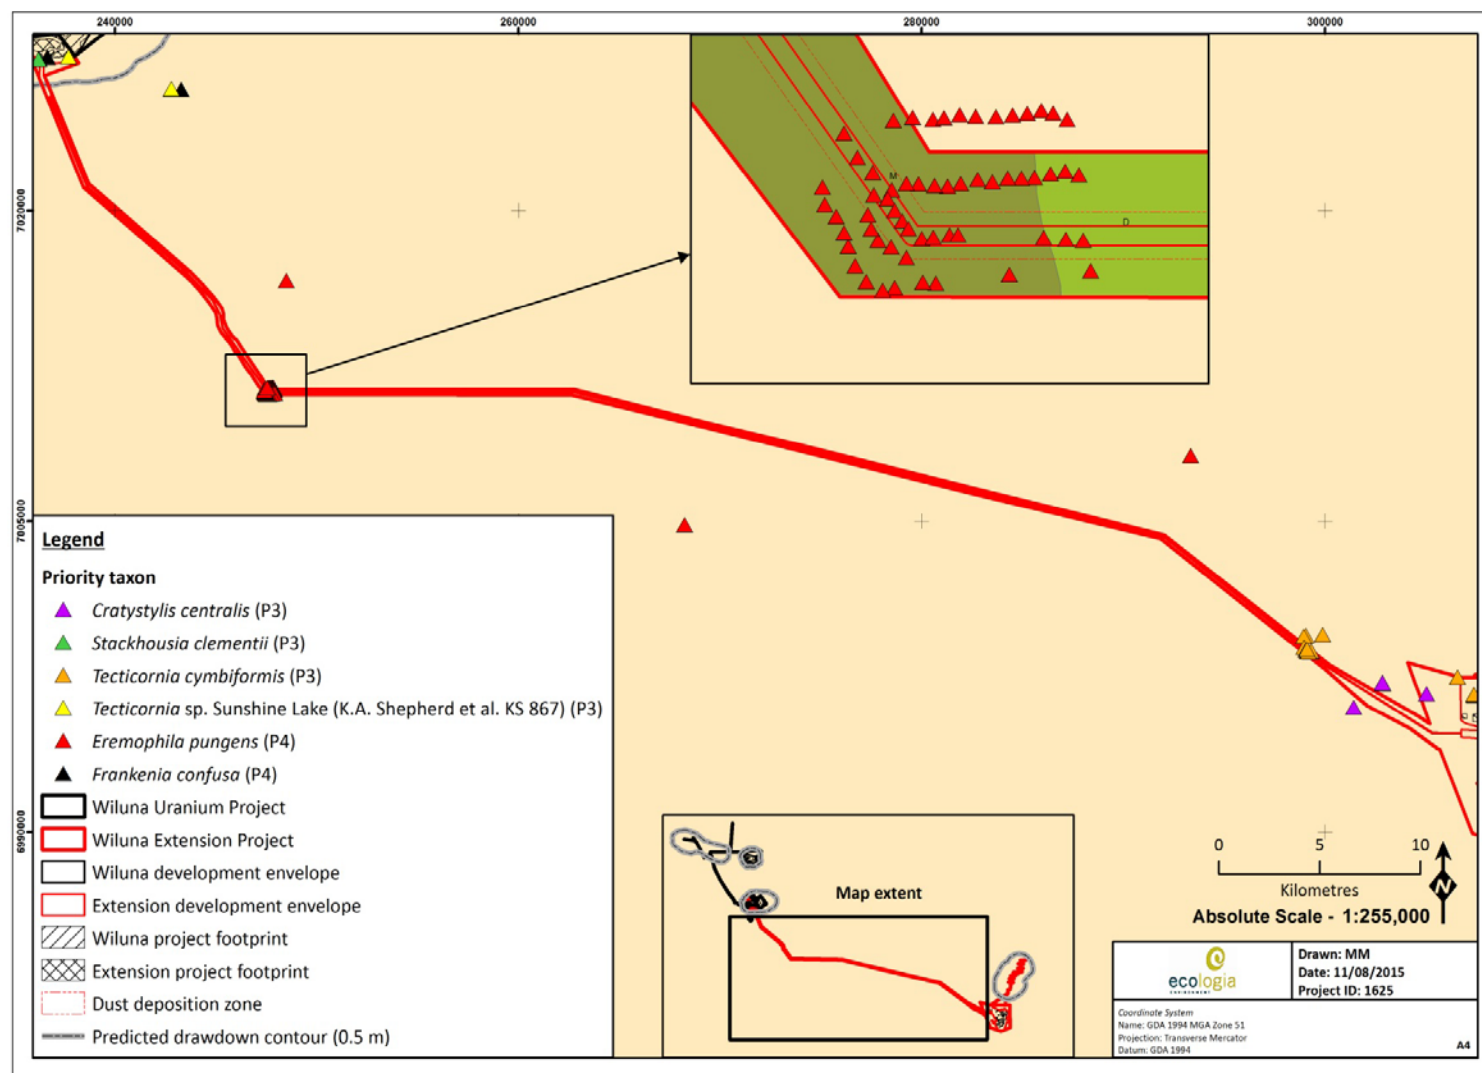 240000
260000
280000
300000
7020000
7005000
6990000
M
D
Legend
Priority taxon
Cratystylis centralis (P3)
Stackhousia clementii (P3)
Tecticornia cymbiformis (P3)
Tecticornia sp. Sunshine Lake (K.A. Shepherd et al. KS 867) (P3)
Eremophila pungens (P4)
Frankenia confusa (P4)
Wiluna Uranium Project
Wiluna Extension Project
Wiluna development envelope
Extension development envelope
Wiluna project footprint
Extension project footprint
Dust deposition zone
Predicted drawdown contour (0.5 m)
Map extent
0 5 10
Kilometres
N
Absolute Scale - 1:255,000
ecologia
ENVIRONMENT
Drawn: MM
Date: 11/08/2015
Project ID: 1625
Coordinate System
Name: GDA 1994 MGA Zone 51
Projection: Transverse Mercator
Datum: GDA 1994
A4